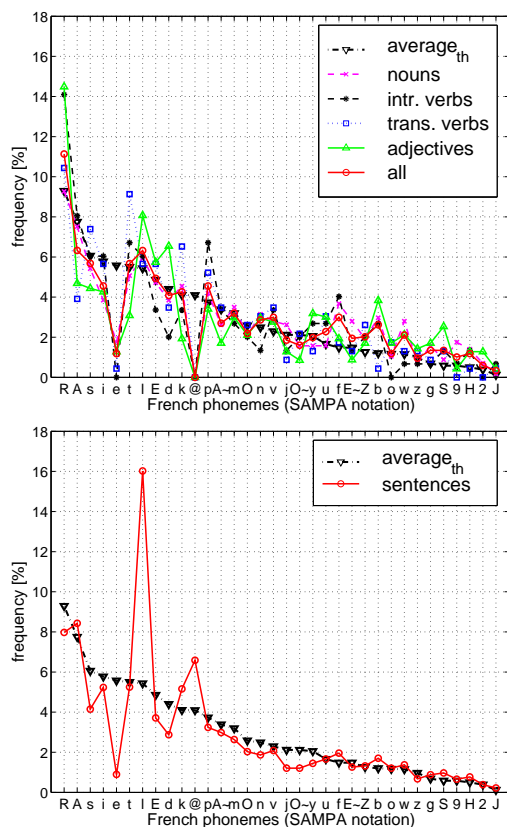 18
16
14
12
10
8
6
4
2
0
frequency [%]
average_th
nouns
intr. verbs
trans. verbs
adjectives
all
R A s i e t l E d k @ p A~ m O n v j O~ y u f E~ Z b o w z g S 9 H 2 J
French phonemes (SAMPA notation)
18
16
14
12
10
8
6
4
2
0
frequency [%]
average_th
sentences
R A s i e t l E d k @ p A~ m O n v j O~ y u f E~ Z b o w z g S 9 H 2 J
French phonemes (SAMPA notation)